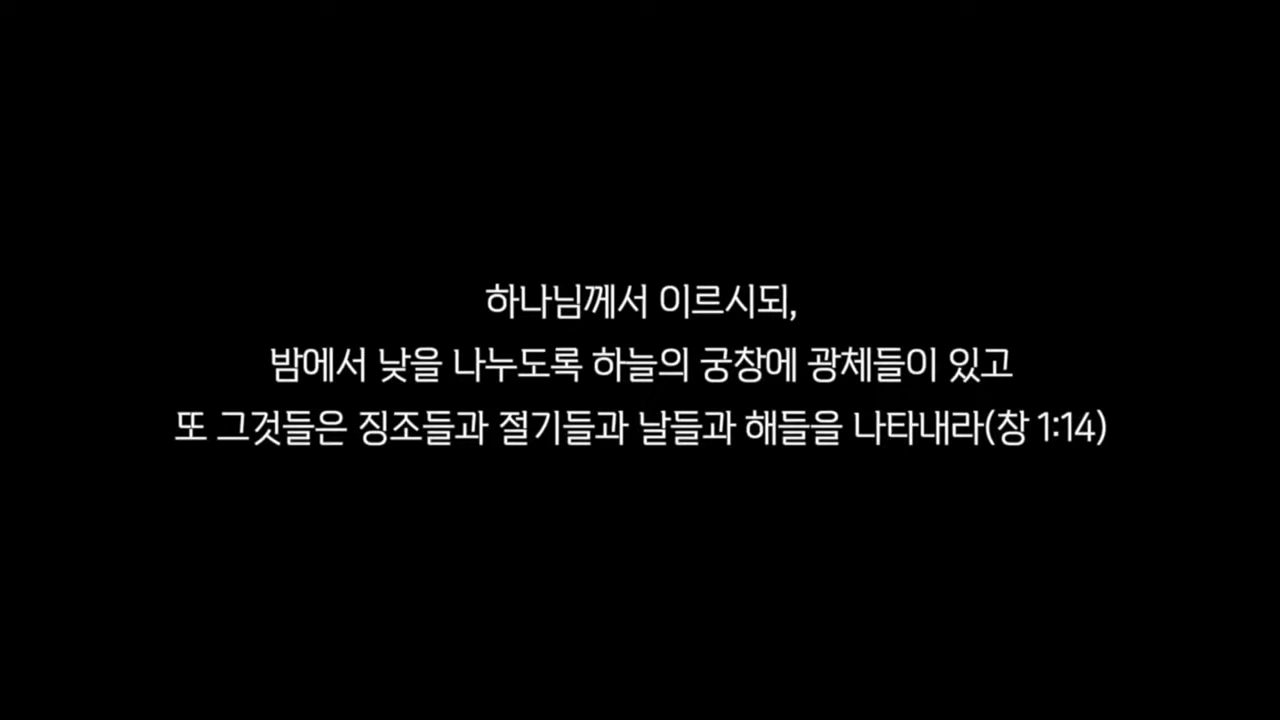 하나님께서 이르시되,
밤에서 낮을 나누도록 하늘의 궁창에 광체들이 있고
또 그것들은 징조들과 절기들과 날들과 해들을 나타내라(창 1:14)